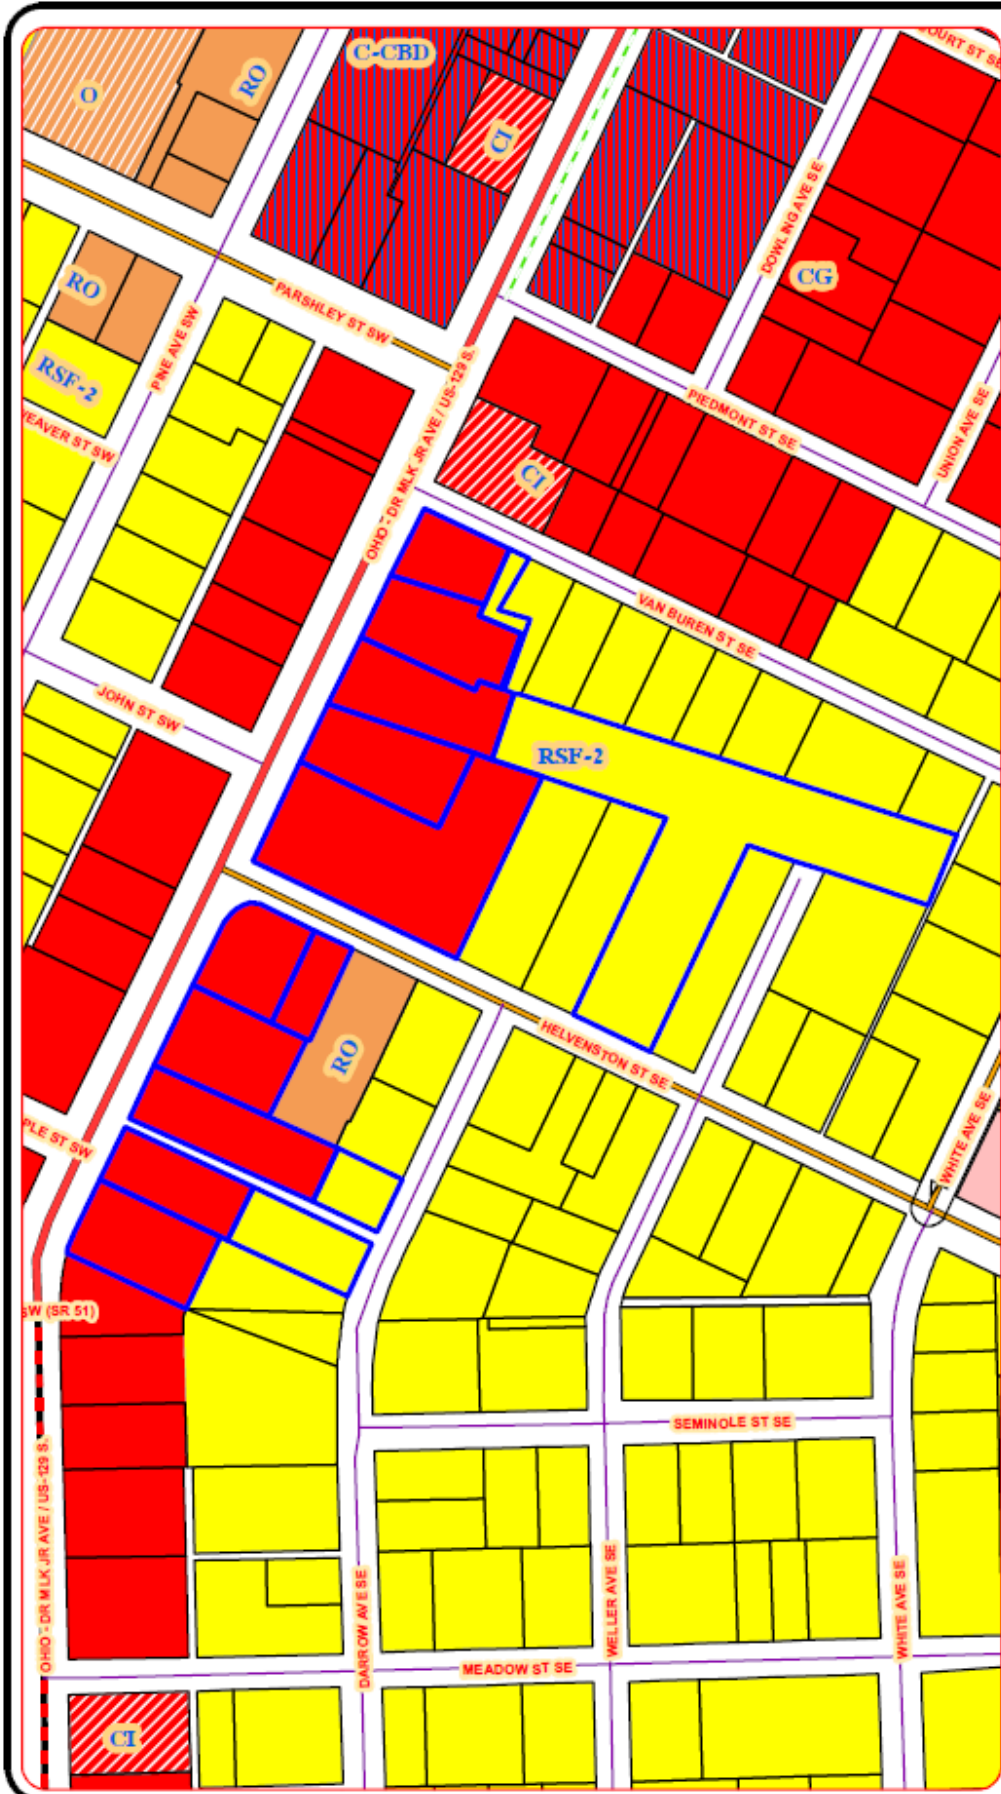 COURT ST SE
C-CBD
RO
O
CI
DOWLING AVE SE
CG
RO
PARSHLEY ST SW
PINE AVE SW
RSF-2
WEAVER ST SW
OHIO - DR MLK JR AVE / US-129 S.
PIEDMONT ST SE
UNION AVE SE
CI
VAN BUREN ST SE
JOHN ST SW
RSF-2
HELVENSTON ST SE
RO
WHITE AVE SE
PLE ST SW
SW (SR 51)
SEMINOLE ST SE
OHIO - DR MLK JR AVE / US-129 S.
DARROW AVE SE
WELLER AVE SE
WHITE AVE SE
MEADOW ST SE
CI